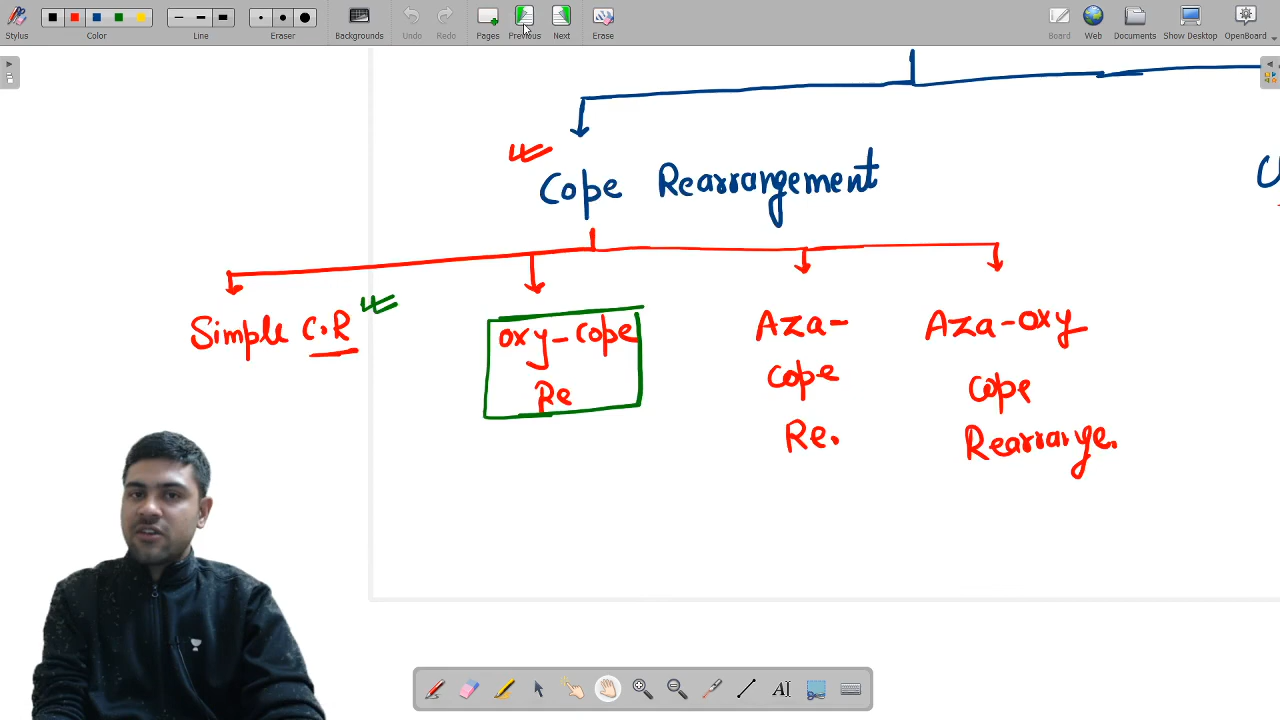 Stylus
Color
Line
Eraser
Backgrounds
Undo
Redo
Pages
Previous
Next
Erase
Board
Web
Documents
Show Desktop
OpenBoard
Cope Rearrangement
Simple C.R
oxy-cope
Re
Aza-
Cope
Re.
Aza-oxy
Cope
Rearrange.
AI